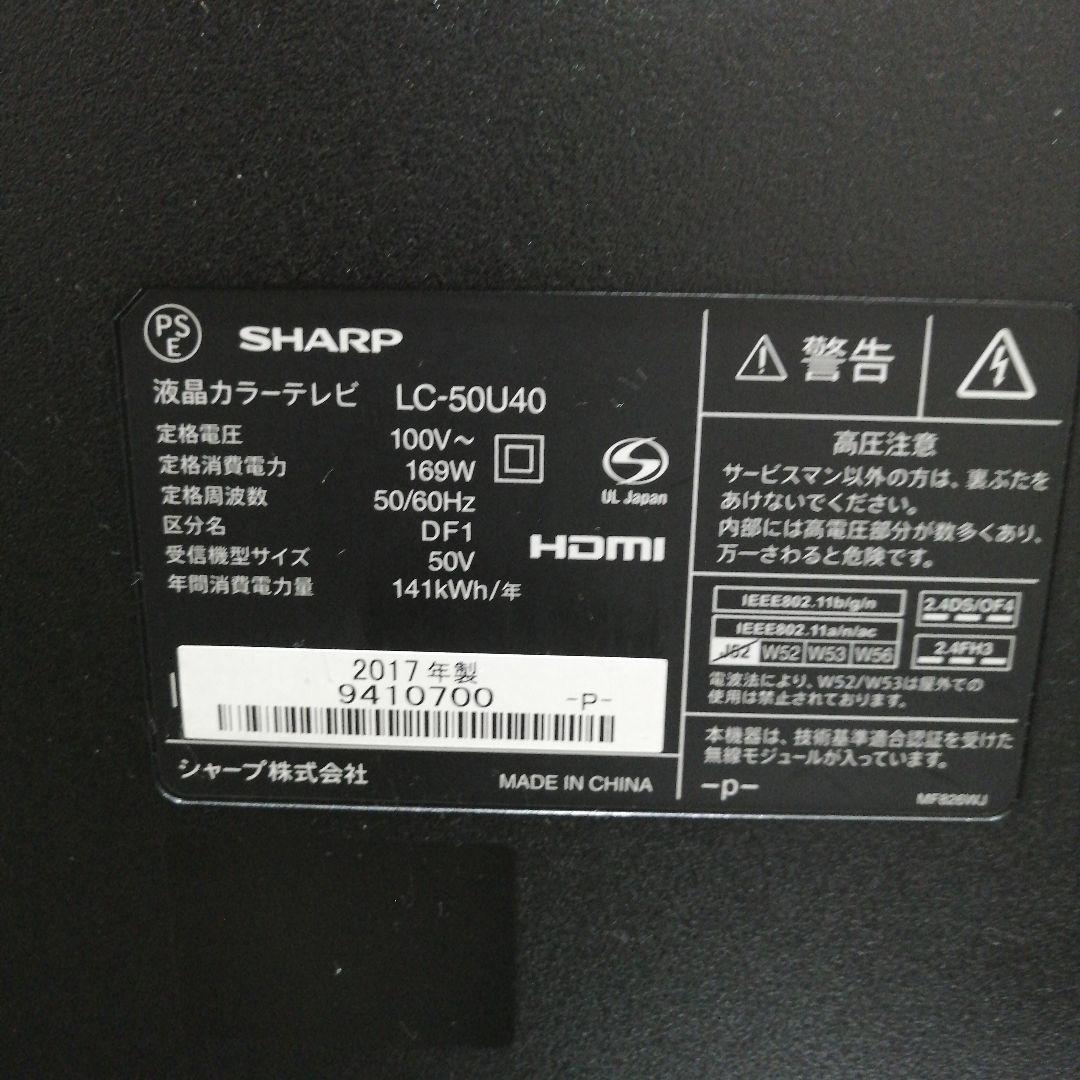 PSE
SHARP
液晶カラーテレビ LC-50U40
定格電圧 100V～
定格消費電力 169W
定格周波数 50/60Hz
区分名 DF1
受信機型サイズ 50V
年間消費電力量 141kWh/年
UL Japan
HDMI
2017年製
9410700 -P-
シャープ株式会社 MADE IN CHINA
警告
高圧注意
サービスマン以外の方は、裏ぶたを
あけないでください。
内部には高電圧部分が数多くあり、
万一さわると危険です。
IEEE802.11b/g/n
IEEE802.11a/n/ac
J52 W52 W53 W56
2.4DS/OF4
2.4FH3
電波法により、W52/W53は屋外での
使用は禁止されております。
本機器は、技術基準適合認証を受けた
無線モジュールが入っています。
-p-
MF826WJ